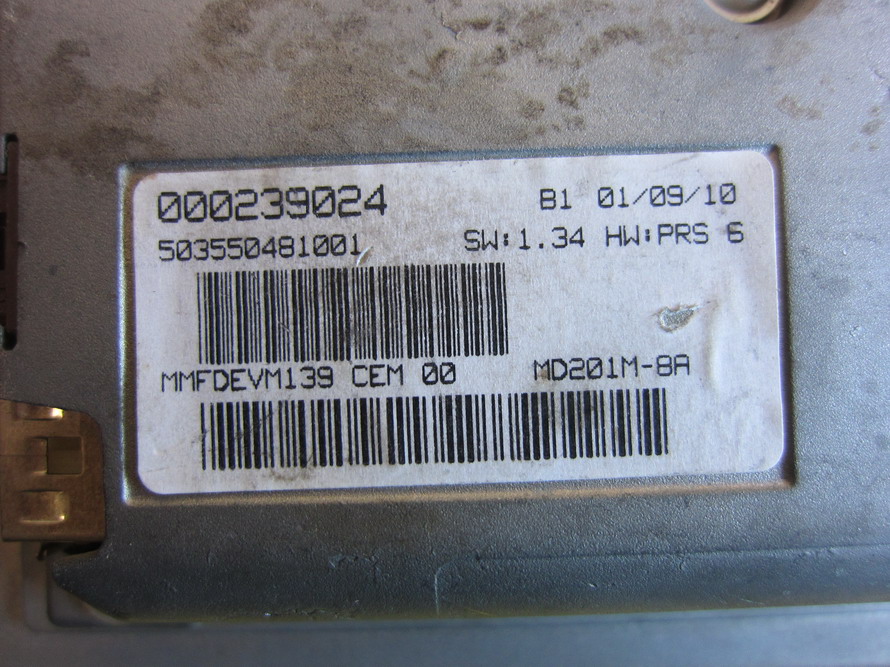 000239024 B1 01/09/10
503550481001 SW:1.34 HW:PRS 6
MMFDEVM139 CEM 00 MD201M-8A